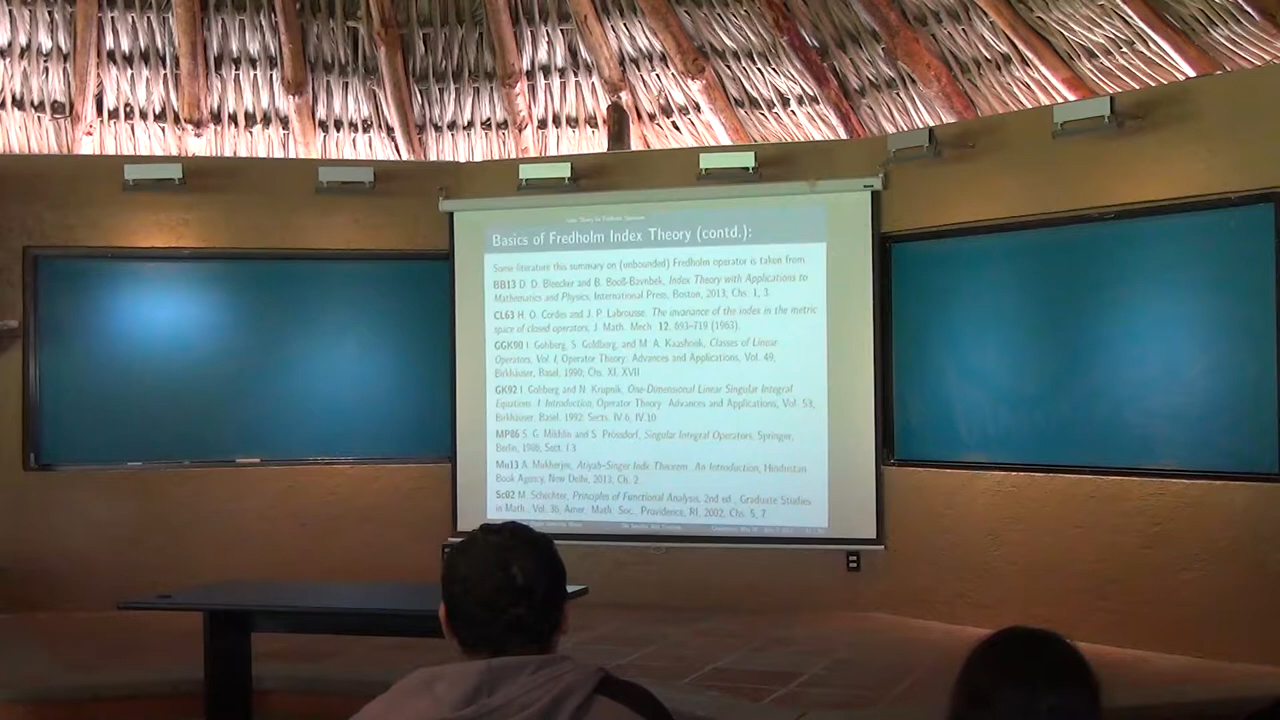 Index Theory for Fredholm Operators
Basics of Fredholm Index Theory (contd.):
Some literature this summary on (unbounded) Fredholm operator is taken from
BB13 D. D. Bleecker and B. Booß-Bavnbek, Index Theory with Applications to
Mathematics and Physics, International Press, Boston, 2013, Chs. 1, 3.
CL63 H. O. Cordes and J. P. Labrousse, The invariance of the index in the metric
space of closed operators, J. Math. Mech. 12, 693–719 (1963).
GGK90 I. Gohberg, S. Goldberg, and M. A. Kaashoek, Classes of Linear
Operators, Vol. I, Operator Theory: Advances and Applications, Vol. 49,
Birkhäuser, Basel, 1990; Chs. XI, XVII
GK92 I. Gohberg and N. Krupnik, One-Dimensional Linear Singular Integral
Equations. I Introduction, Operator Theory: Advances and Applications, Vol. 53,
Birkhäuser, Basel, 1992. Sects. IV.6, IV.10.
MP86 S. G. Mikhlin and S. Prössdorf, Singular Integral Operators, Springer,
Berlin, 1986, Sect. I.3
Mu13 A. Mukherjee, Atiyah–Singer Index Theorem. An Introduction, Hindustan
Book Agency, New Delhi, 2013, Ch. 2.
Sc02 M. Schechter, Principles of Functional Analysis, 2nd ed., Graduate Studies
in Math., Vol. 36, Amer. Math. Soc., Providence, RI, 2002, Chs. 5, 7.